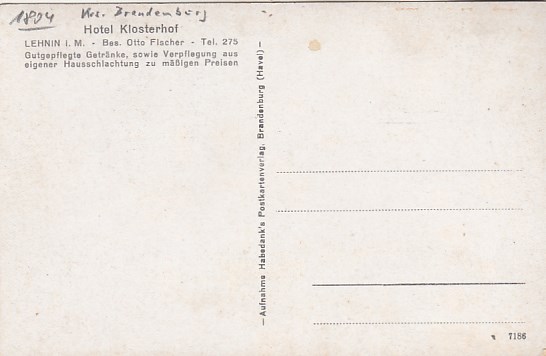 1804 Krs. Brandenburg
Hotel Klosterhof
LEHNIN i. M. - Bes. Otto Fischer - Tel. 275
Gutgepflegte Getränke, sowie Verpflegung aus
eigener Hausschlachtung zu mäßigen Preisen
—Aufnahme Habedank's Postkartenverlag, Brandenburg (Havel)—
7186